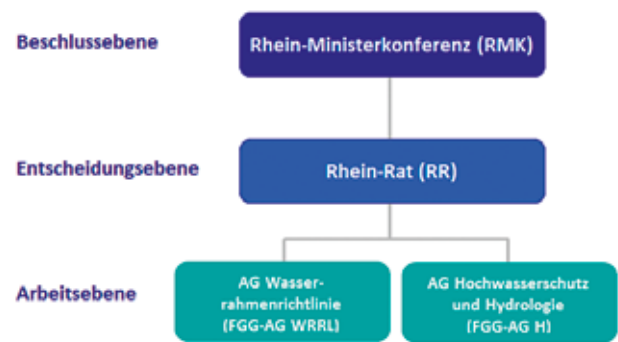 Beschlussebene
Rhein-Ministerkonferenz (RMK)
Entscheidungsebene
Rhein-Rat (RR)
Arbeitsebene
AG Wasser-
rahmenrichtlinie
(FGG-AG WRRL)
AG Hochwasserschutz
und Hydrologie
(FGG-AG H)